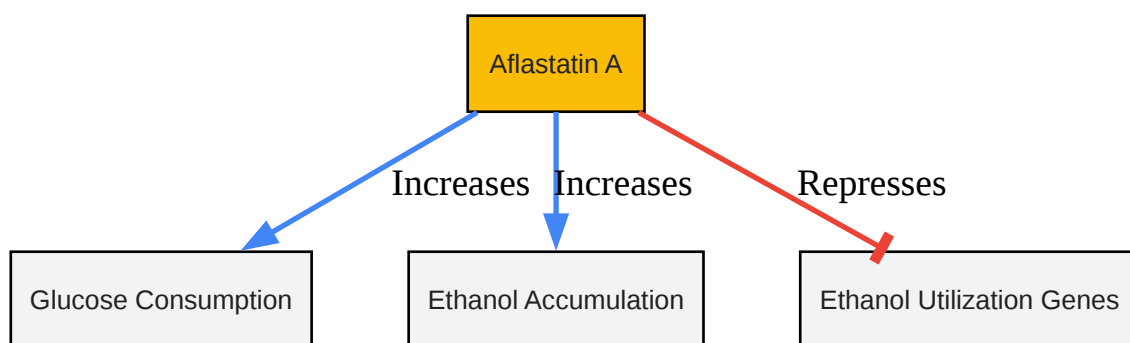 Aflastatin A
Increases
Increases
Represses
Glucose Consumption
Ethanol Accumulation
Ethanol Utilization Genes